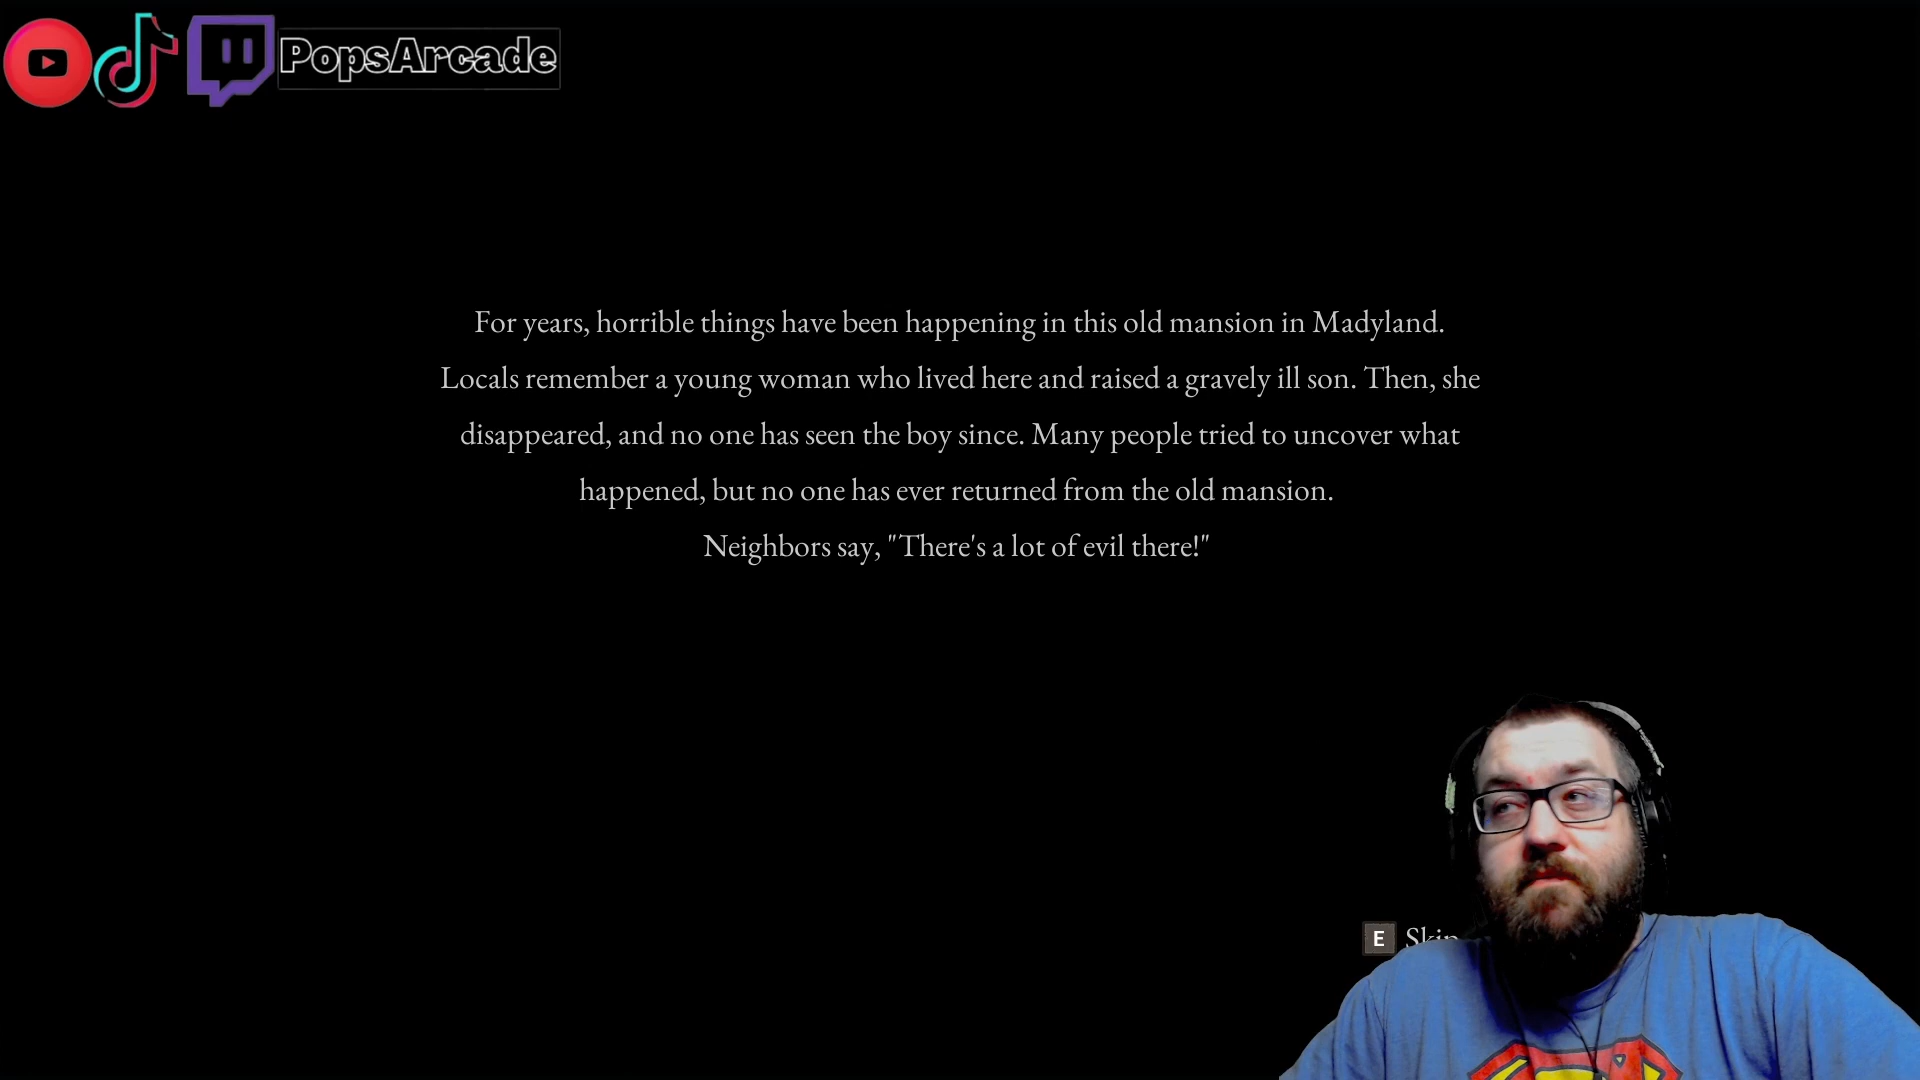 PopsArcade
For years, horrible things have been happening in this old mansion in Madyland.
Locals remember a young woman who lived here and raised a gravely ill son. Then, she
disappeared, and no one has seen the boy since. Many people tried to uncover what
happened, but no one has ever returned from the old mansion.
Neighbors say, "There's a lot of evil there!"
E Skip